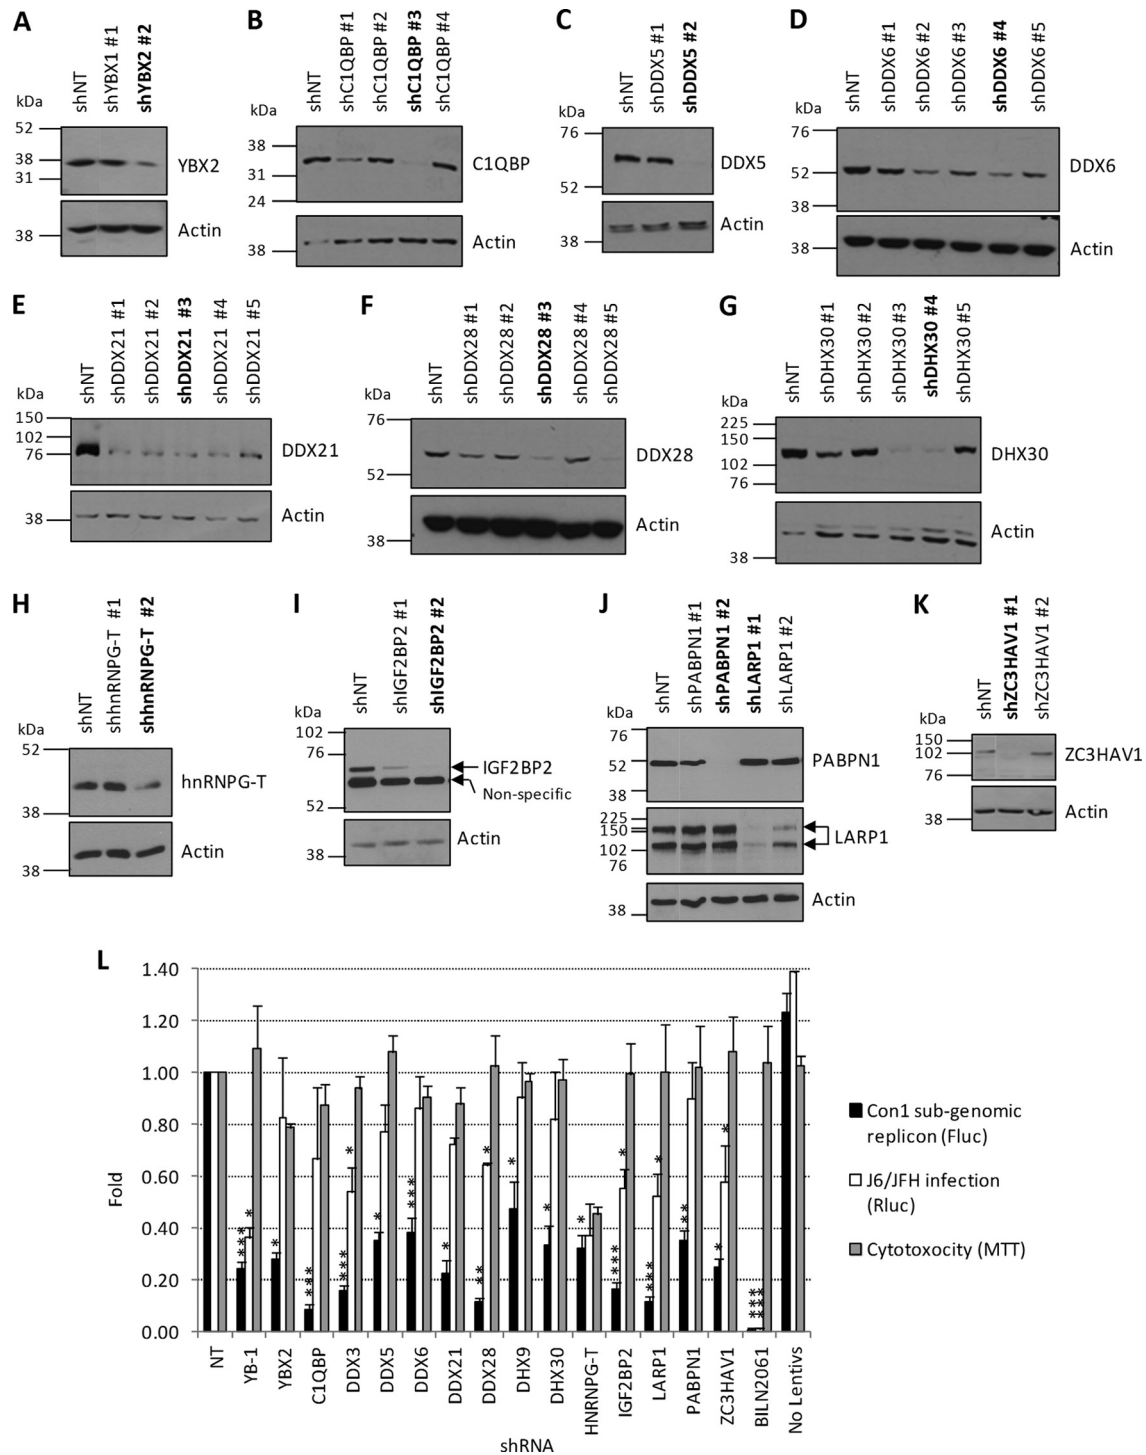 A
shNT
shYBX1 #1
shYBX2 #2
kDa
52
38
31
YBX2
38
Actin
B
shNT
shC1QBP #1
shC1QBP #2
shC1QBP #3
shC1QBP #4
kDa
38
31
24
C1QBP
38
Actin
C
shNT
shDDX5 #1
shDDX5 #2
kDa
76
52
DDX5
38
Actin
D
shNT
shDDX6 #1
shDDX6 #2
shDDX6 #3
shDDX6 #4
shDDX6 #5
kDa
76
52
38
DDX6
38
Actin
E
shNT
shDDX21 #1
shDDX21 #2
shDDX21 #3
shDDX21 #4
shDDX21 #5
kDa
150
102
76
DDX21
38
Actin
F
shNT
shDDX28 #1
shDDX28 #2
shDDX28 #3
shDDX28 #4
shDDX28 #5
kDa
76
52
DDX28
38
Actin
G
shNT
shDHX30 #1
shDHX30 #2
shDHX30 #3
shDHX30 #4
shDHX30 #5
kDa
225
150
102
76
DHX30
38
Actin
H
shNT
shhnRNPG-T #1
shhnRNPG-T #2
kDa
52
38
hnRNPG-T
38
Actin
I
shNT
shIGF2BP2 #1
shIGF2BP2 #2
kDa
102
76
52
IGF2BP2
Non-specific
38
Actin
J
shNT
shPABPN1 #1
shPABPN1 #2
shLARP1 #1
shLARP1 #2
kDa
76
52
38
PABPN1
225
150
102
76
LARP1
38
Actin
K
shNT
shZC3HAV1 #1
shZC3HAV1 #2
kDa
150
102
76
ZC3HAV1
38
Actin
L
1.40
1.20
1.00
0.80
0.60
0.40
0.20
0.00
Fold
***
*
*
***
***
*
*
***
*
**
*
*
*
*
***
*
***
*
**
*
*
***
***
NT
YB-1
YBX2
C1QBP
DDX3
DDX5
DDX6
DDX21
DDX28
DHX9
DHX30
HNRNPG-T
IGF2BP2
LARP1
PABPN1
ZC3HAV1
BILN2061
No Lentivs
shRNA
Con1 sub-genomic
replicon (Fluc)
J6/JFH infection
(Rluc)
Cytotoxocity (MTT)